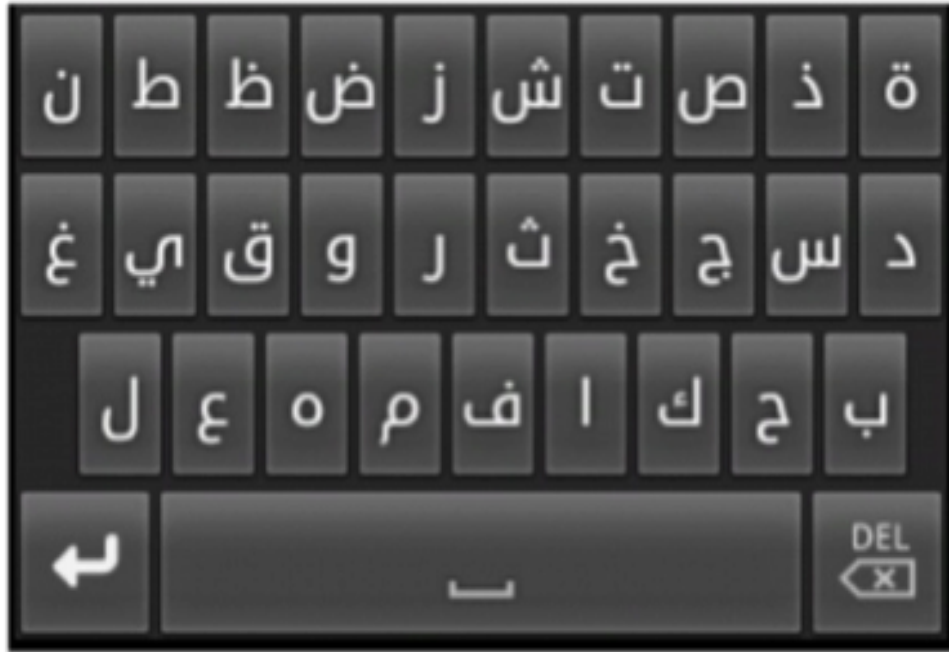 ة ذ ص ت ش ز ض ظ ط ن
د س ج خ ث ر و ق ي غ
ب ح ك ا ف م ه ع ل
DEL